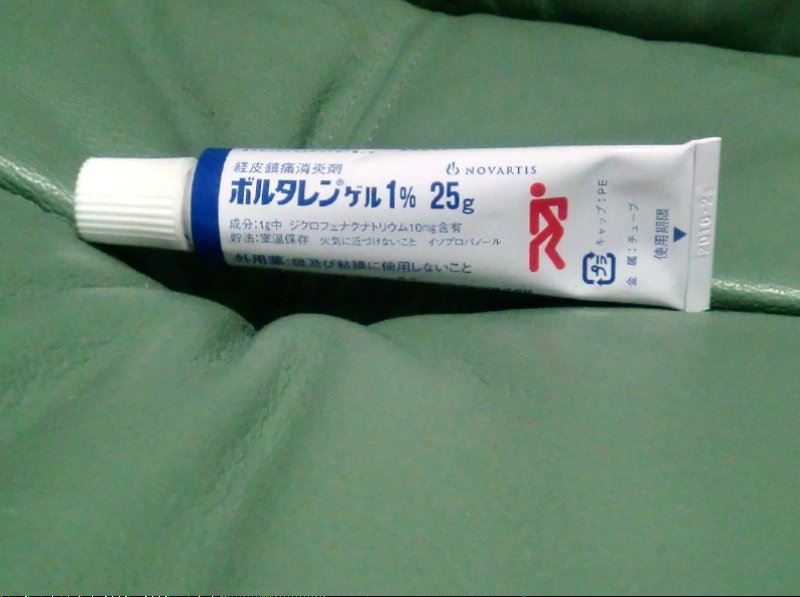 経皮鎮痛消炎剤
NOVARTIS
ボルタレン®ゲル1% 25g
成分:1g中 ジクロフェナクナトリウム10mg含有
貯法:室温保存 火気に近づけないこと イソプロパノール
外用薬:眼及び粘膜に使用しないこと
キャップ:PE
プラ
金属:チューブ
使用期限